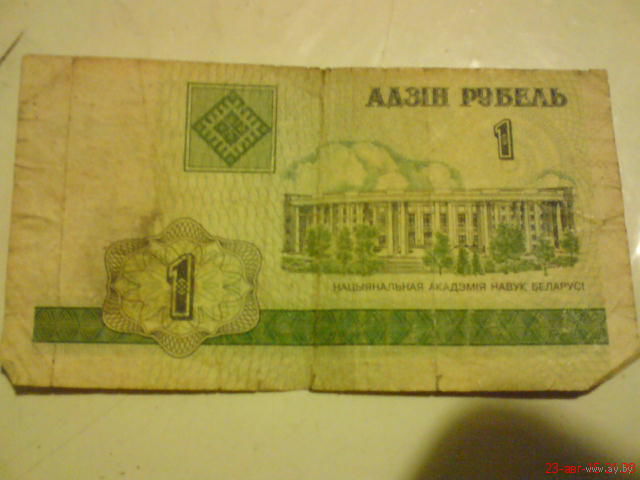 АДЗІН РУБЕЛЬ
1
НАЦЫЯНАЛЬНАЯ АКАДЭМІЯ НАВУК БЕЛАРУСІ
1
23-авг- www.ay.by